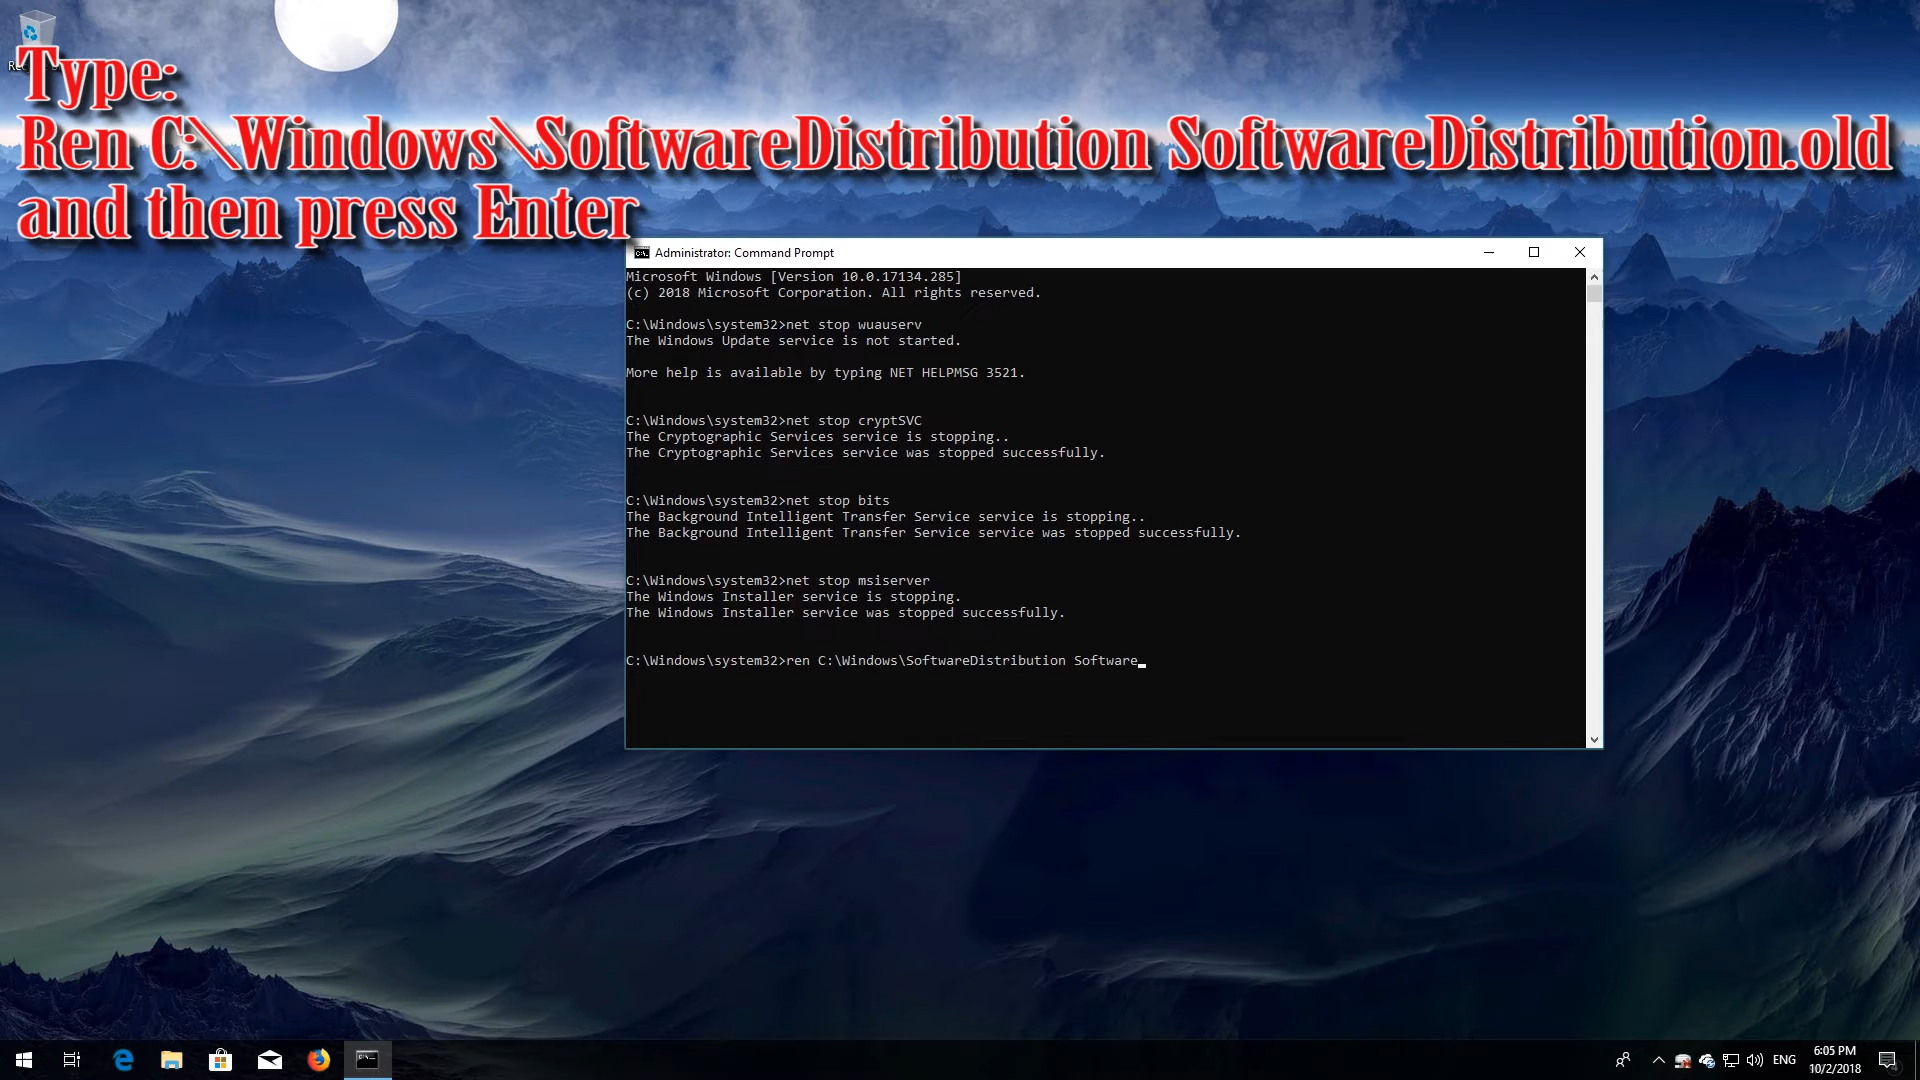 Type:
Ren C:\Windows\SoftwareDistribution SoftwareDistribution.old
and then press Enter
Administrator: Command Prompt
Microsoft Windows [Version 10.0.17134.285]
(c) 2018 Microsoft Corporation. All rights reserved.
C:\Windows\system32>net stop wuauserv
The Windows Update service is not started.
More help is available by typing NET HELPMSG 3521.
C:\Windows\system32>net stop cryptSVC
The Cryptographic Services service is stopping..
The Cryptographic Services service was stopped successfully.
C:\Windows\system32>net stop bits
The Background Intelligent Transfer Service service is stopping..
The Background Intelligent Transfer Service service was stopped successfully.
C:\Windows\system32>net stop msiserver
The Windows Installer service is stopping.
The Windows Installer service was stopped successfully.
C:\Windows\system32>ren C:\Windows\SoftwareDistribution Software
ENG
6:05 PM
10/2/2018